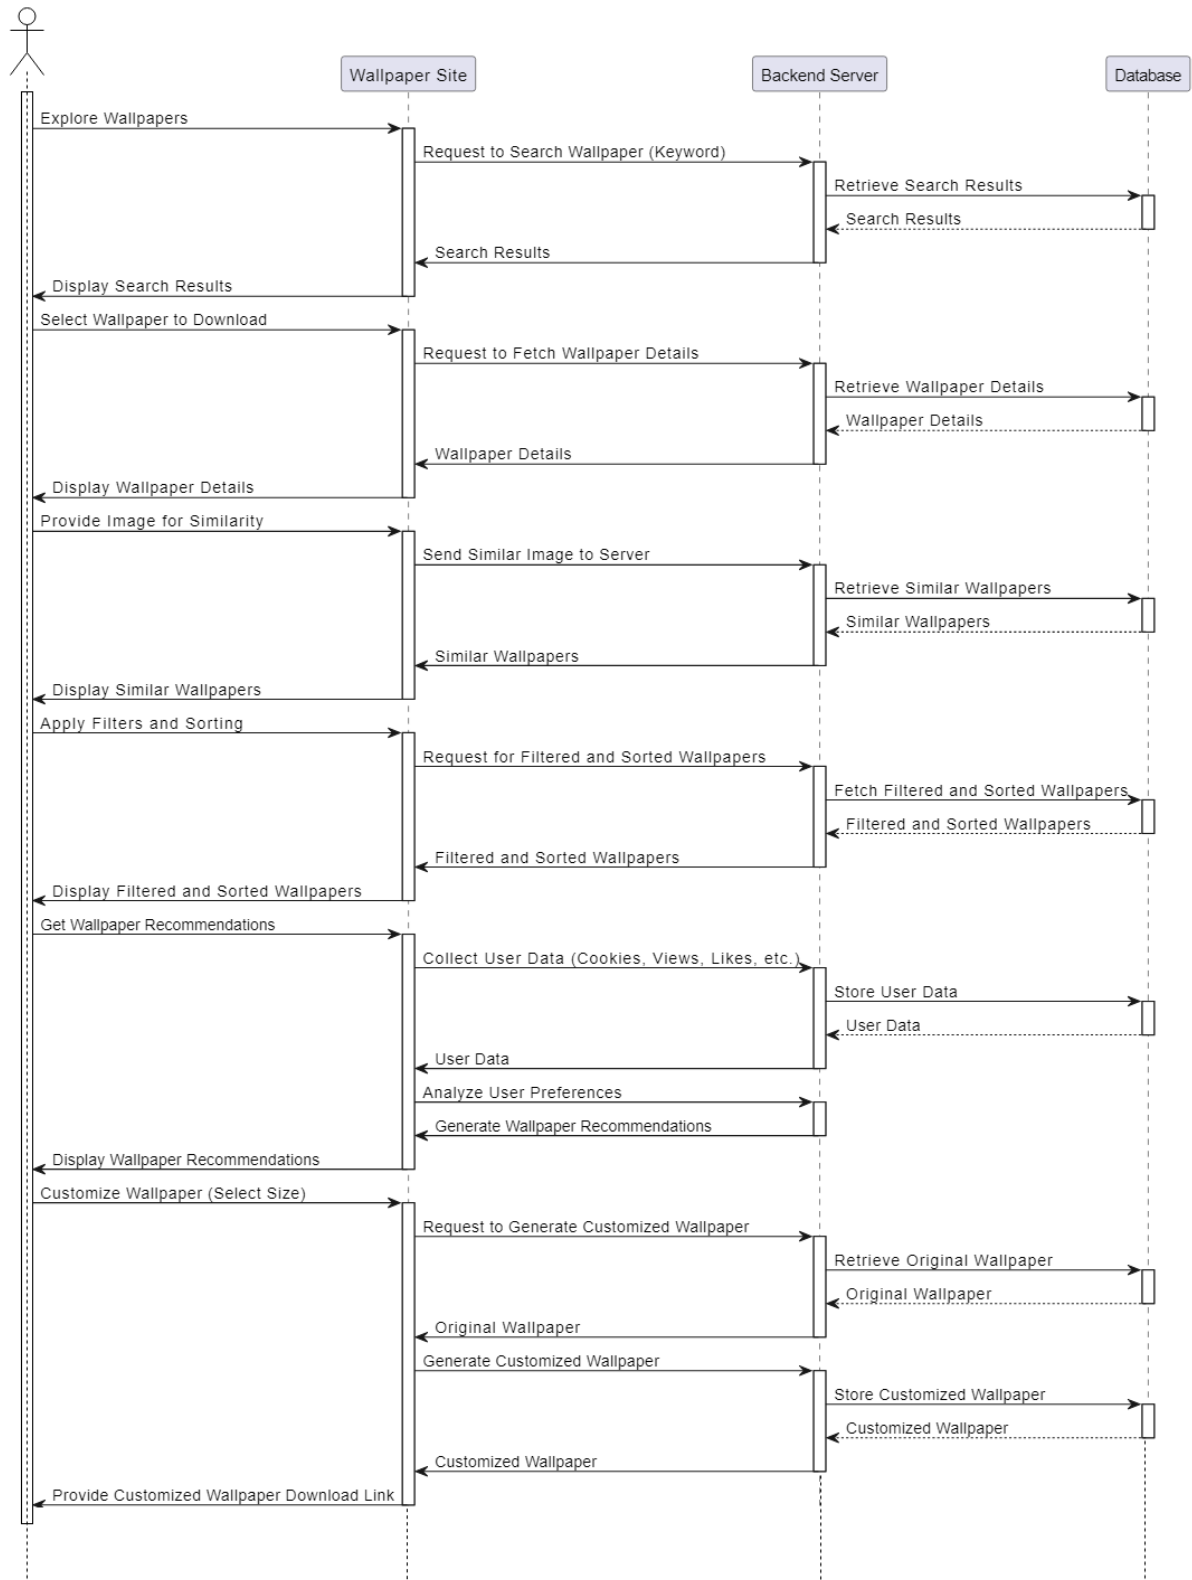 Wallpaper Site
Backend Server
Database
Explore Wallpapers
Request to Search Wallpaper (Keyword)
Retrieve Search Results
Search Results
Search Results
Display Search Results
Select Wallpaper to Download
Request to Fetch Wallpaper Details
Retrieve Wallpaper Details
Wallpaper Details
Wallpaper Details
Display Wallpaper Details
Provide Image for Similarity
Send Similar Image to Server
Retrieve Similar Wallpapers
Similar Wallpapers
Similar Wallpapers
Display Similar Wallpapers
Apply Filters and Sorting
Request for Filtered and Sorted Wallpapers
Fetch Filtered and Sorted Wallpapers
Filtered and Sorted Wallpapers
Filtered and Sorted Wallpapers
Display Filtered and Sorted Wallpapers
Get Wallpaper Recommendations
Collect User Data (Cookies, Views, Likes, etc.)
Store User Data
User Data
User Data
Analyze User Preferences
Generate Wallpaper Recommendations
Display Wallpaper Recommendations
Customize Wallpaper (Select Size)
Request to Generate Customized Wallpaper
Retrieve Original Wallpaper
Original Wallpaper
Original Wallpaper
Generate Customized Wallpaper
Store Customized Wallpaper
Customized Wallpaper
Customized Wallpaper
Provide Customized Wallpaper Download Link